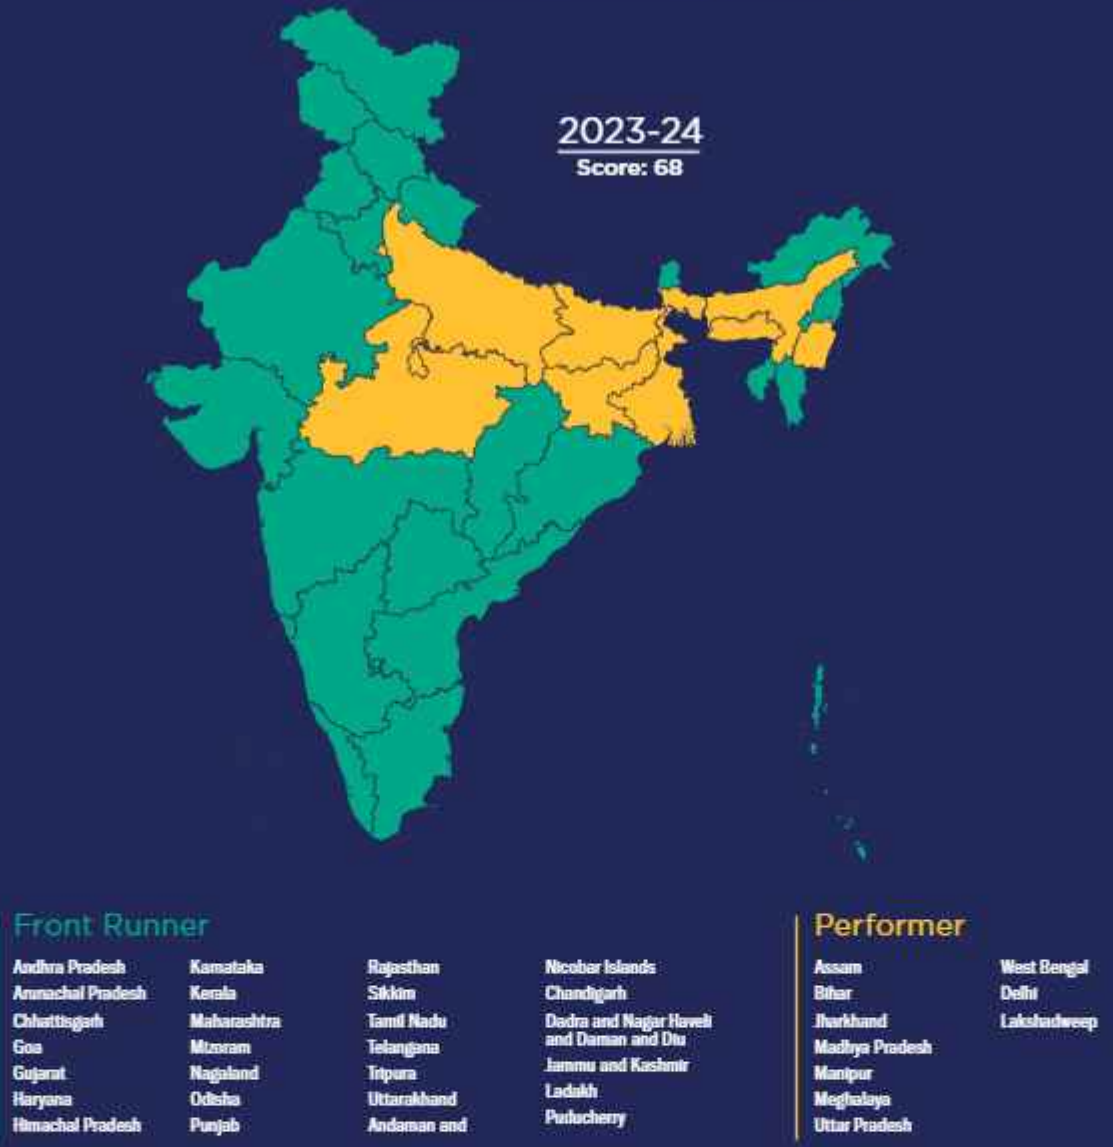 2023-24
Score: 68
Front Runner
Andhra Pradesh
Arunachal Pradesh
Chhattisgarh
Goa
Gujarat
Haryana
Himachal Pradesh
Karnataka
Kerala
Maharashtra
Mizoram
Nagaland
Odisha
Punjab
Rajasthan
Sikkim
Tamil Nadu
Telangana
Tripura
Uttarakhand
Andaman and
Nicobar Islands
Chandigarh
Dadra and Nagar Haveli
and Daman and Diu
Jammu and Kashmir
Ladakh
Puducherry
Performer
Assam
Bihar
Jharkhand
Madhya Pradesh
Manipur
Meghalaya
Uttar Pradesh
West Bengal
Delhi
Lakshadweep